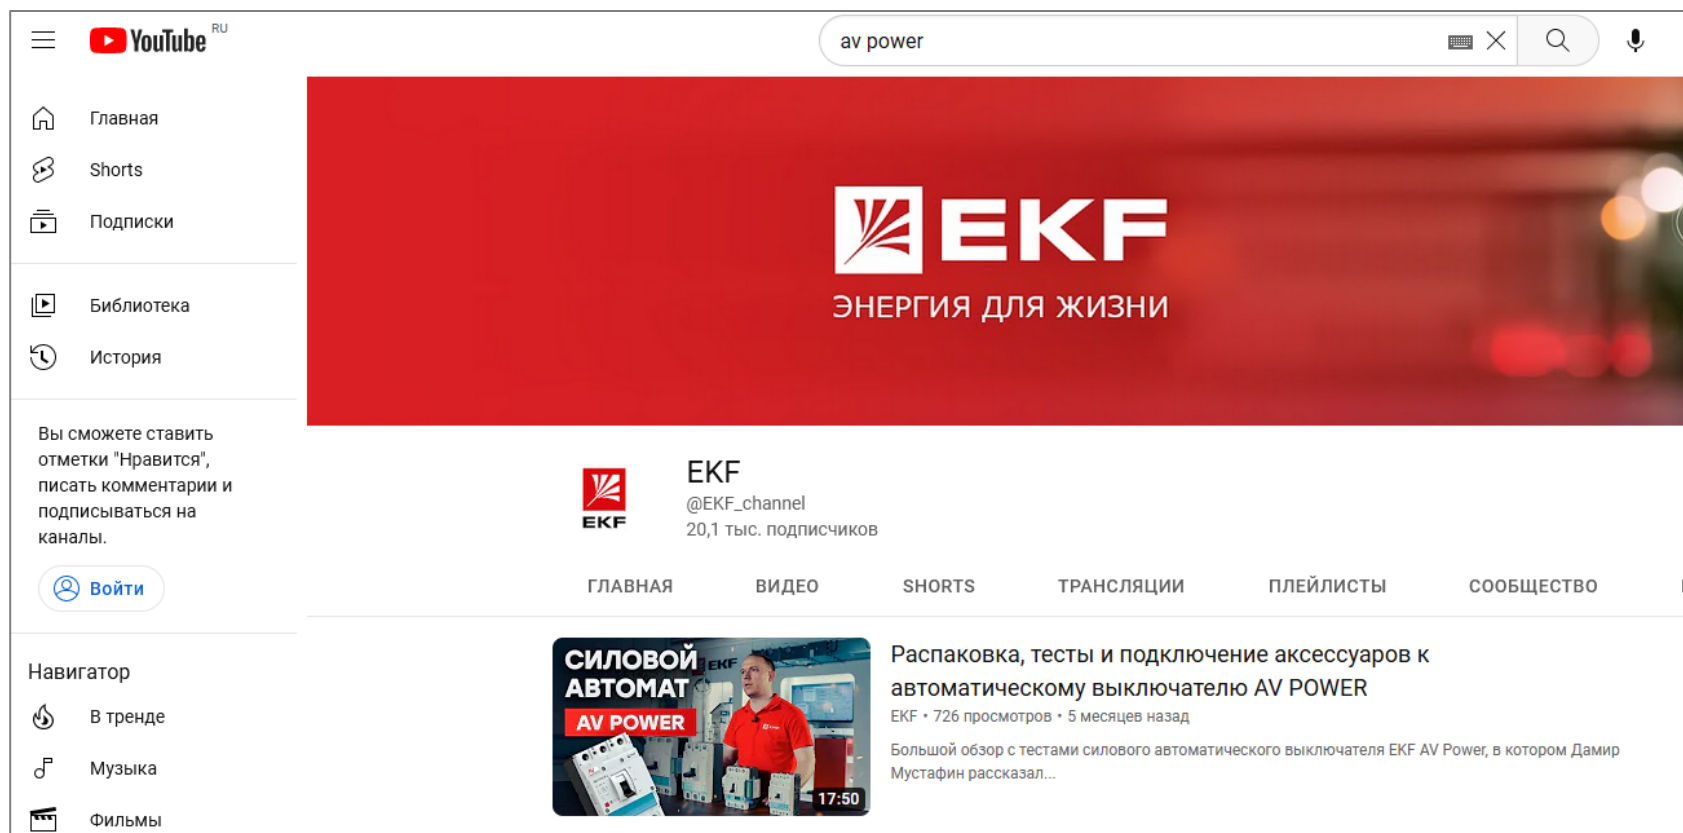 YouTube RU
av power
Главная
Shorts
Подписки
Библиотека
История
Вы сможете ставить
отметки "Нравится",
писать комментарии и
подписываться на
каналы.
Войти
Навигатор
В тренде
Музыка
Фильмы
EKF
ЭНЕРГИЯ ДЛЯ ЖИЗНИ
EKF
EKF
@EKF_channel
20,1 тыс. подписчиков
ГЛАВНАЯ ВИДЕО SHORTS ТРАНСЛЯЦИИ ПЛЕЙЛИСТЫ СООБЩЕСТВО
СИЛОВОЙ
АВТОМАТ
AV POWER
EKF
17:50
Распаковка, тесты и подключение аксессуаров к
автоматическому выключателю AV POWER
EKF • 726 просмотров • 5 месяцев назад
Большой обзор с тестами силового автоматического выключателя EKF AV Power, в котором Дамир
Мустафин рассказал...